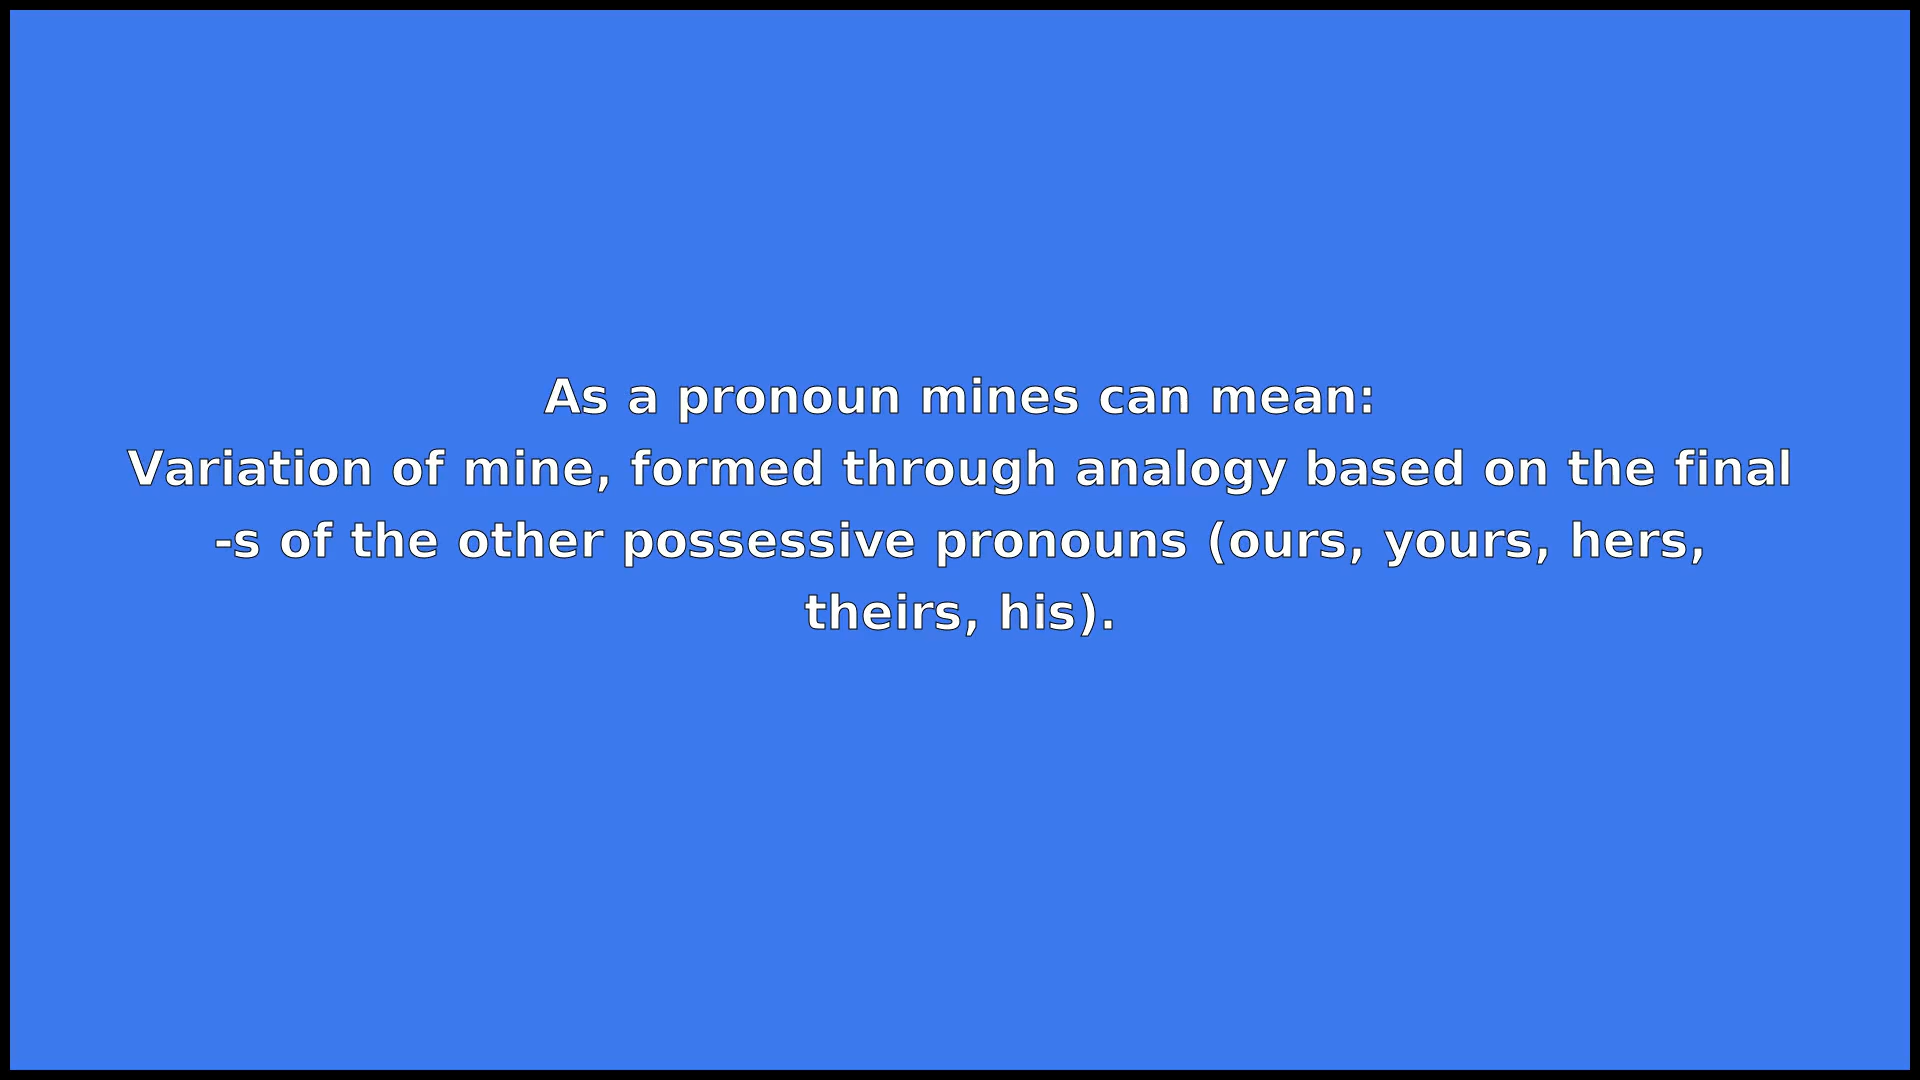 As a pronoun mines can mean:
Variation of mine, formed through analogy based on the final
-s of the other possessive pronouns (ours, yours, hers,
theirs, his).